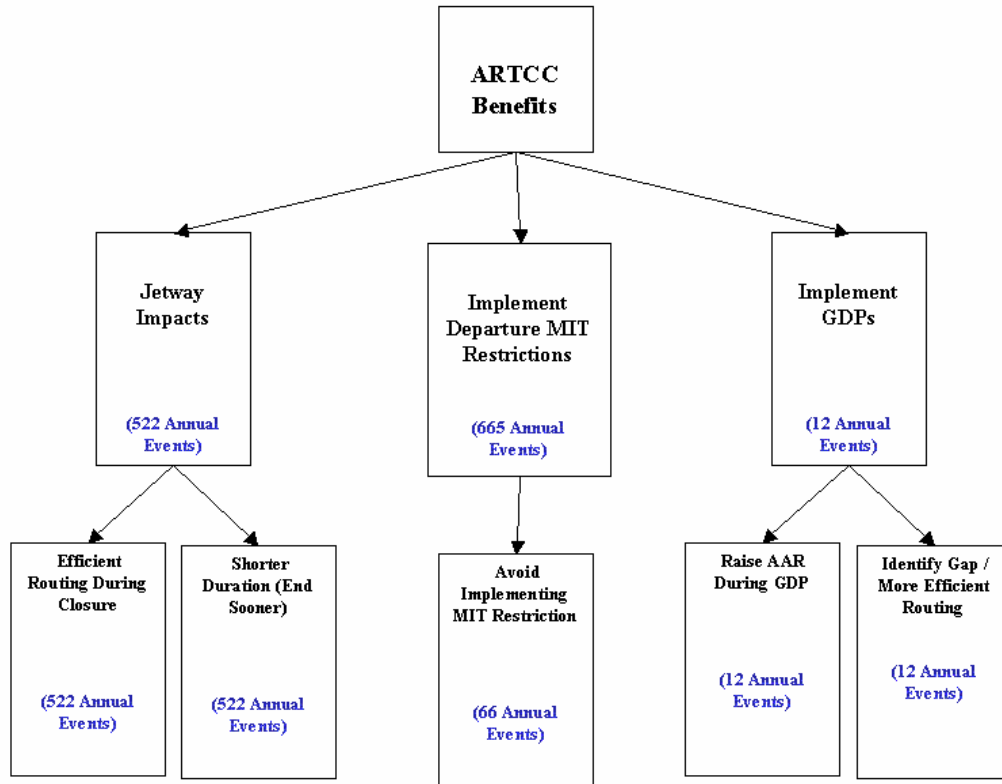 ARTCC
Benefits
Jetway
Impacts
(522 Annual
Events)
Implement
Departure MIT
Restrictions
(665 Annual
Events)
Implement
GDPs
(12 Annual
Events)
Efficient
Routing During
Closure
(522 Annual
Events)
Shorter
Duration (End
Sooner)
(522 Annual
Events)
Avoid
Implementing
MIT Restriction
(66 Annual
Events)
Raise AAR
During GDP
(12 Annual
Events)
Identify Gap /
More Efficient
Routing
(12 Annual
Events)